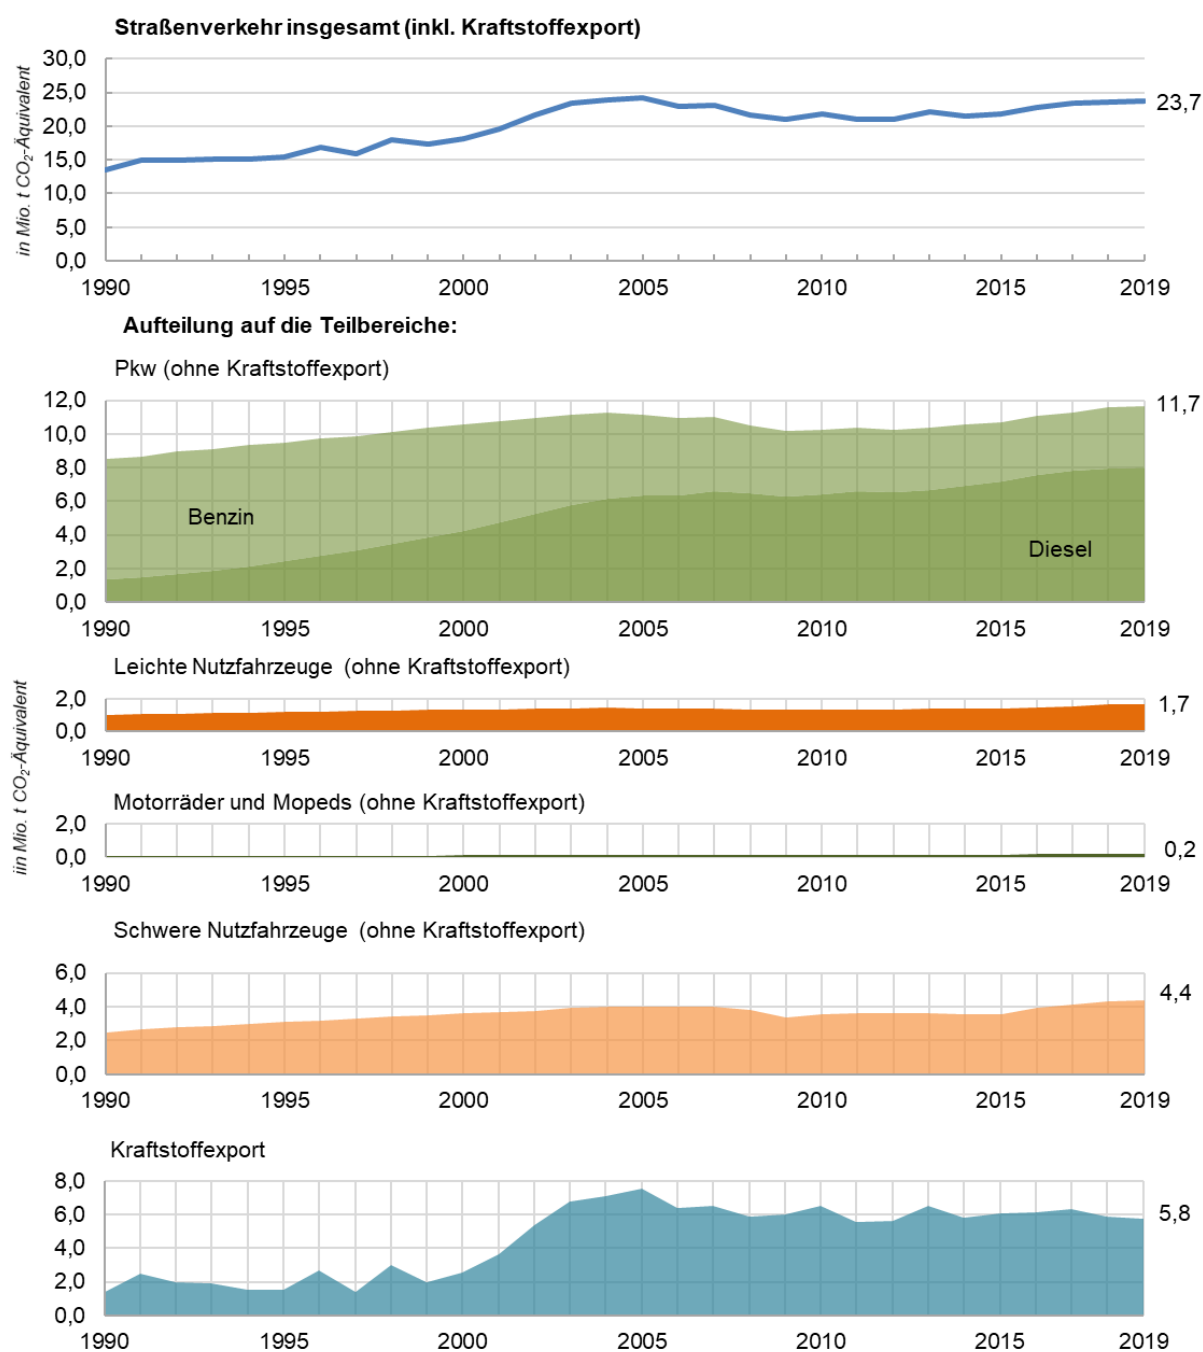 Straßenverkehr insgesamt (inkl. Kraftstoffexport)
in Mio. t CO₂-Äquivalent
30,0
25,0
20,0
15,0
10,0
5,0
0,0
23,7
1990 1995 2000 2005 2010 2015 2019
Aufteilung auf die Teilbereiche:
Pkw (ohne Kraftstoffexport)
12,0
10,0
8,0
6,0
4,0
2,0
0,0
Benzin
Diesel
11,7
1990 1995 2000 2005 2010 2015 2019
iin Mio. t CO₂-Äquivalent
Leichte Nutzfahrzeuge (ohne Kraftstoffexport)
2,0
0,0
1,7
1990 1995 2000 2005 2010 2015 2019
Motorräder und Mopeds (ohne Kraftstoffexport)
2,0
0,0
0,2
1990 1995 2000 2005 2010 2015 2019
Schwere Nutzfahrzeuge (ohne Kraftstoffexport)
6,0
4,0
2,0
0,0
4,4
1990 1995 2000 2005 2010 2015 2019
Kraftstoffexport
8,0
6,0
4,0
2,0
0,0
5,8
1990 1995 2000 2005 2010 2015 2019